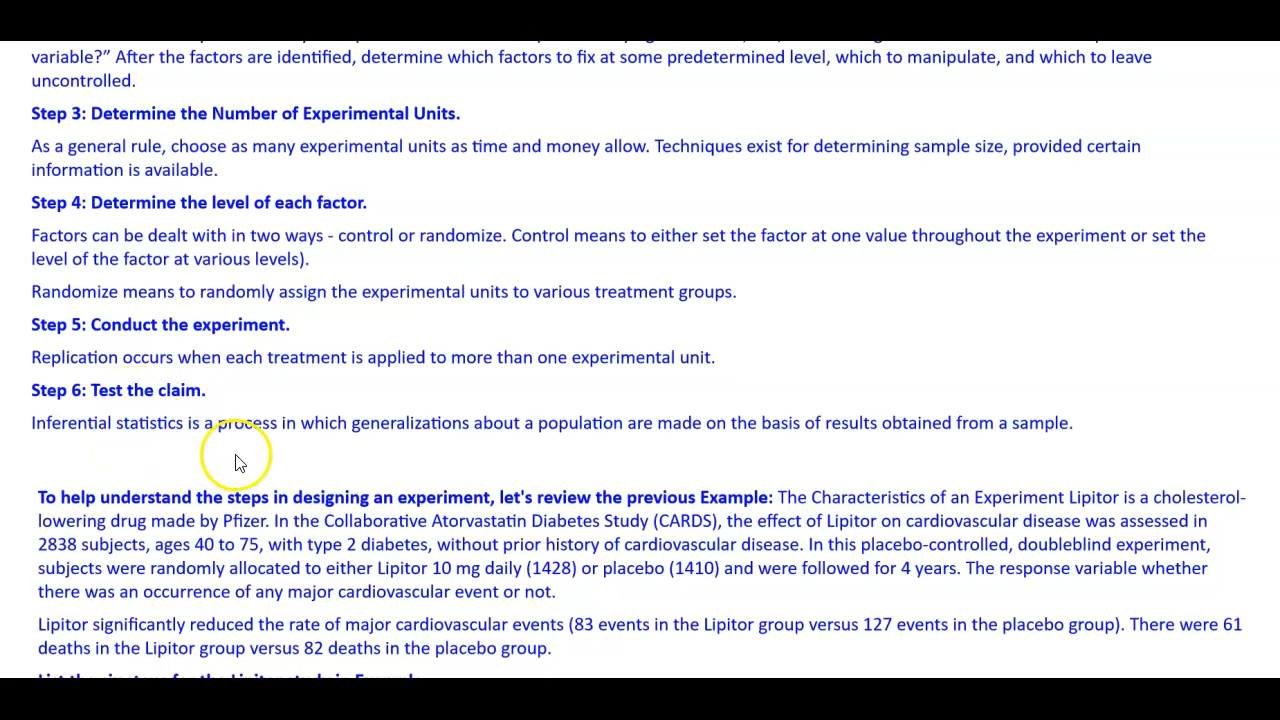 variable?” After the factors are identified, determine which factors to fix at some predetermined level, which to manipulate, and which to leave
uncontrolled.
Step 3: Determine the Number of Experimental Units.
As a general rule, choose as many experimental units as time and money allow. Techniques exist for determining sample size, provided certain
information is available.
Step 4: Determine the level of each factor.
Factors can be dealt with in two ways - control or randomize. Control means to either set the factor at one value throughout the experiment or set the
level of the factor at various levels).
Randomize means to randomly assign the experimental units to various treatment groups.
Step 5: Conduct the experiment.
Replication occurs when each treatment is applied to more than one experimental unit.
Step 6: Test the claim.
Inferential statistics is a process in which generalizations about a population are made on the basis of results obtained from a sample.
To help understand the steps in designing an experiment, let's review the previous Example: The Characteristics of an Experiment Lipitor is a cholesterol-
lowering drug made by Pfizer. In the Collaborative Atorvastatin Diabetes Study (CARDS), the effect of Lipitor on cardiovascular disease was assessed in
2838 subjects, ages 40 to 75, with type 2 diabetes, without prior history of cardiovascular disease. In this placebo-controlled, doubleblind experiment,
subjects were randomly allocated to either Lipitor 10 mg daily (1428) or placebo (1410) and were followed for 4 years. The response variable whether
there was an occurrence of any major cardiovascular event or not.
Lipitor significantly reduced the rate of major cardiovascular events (83 events in the Lipitor group versus 127 events in the placebo group). There were 61
deaths in the Lipitor group versus 82 deaths in the placebo group.